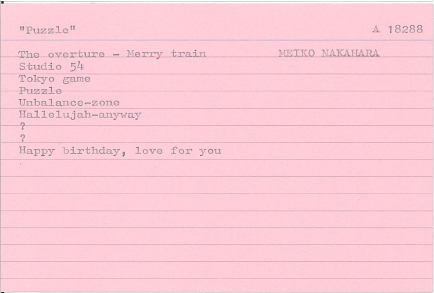 "Puzzle" A 18288
The overture - Merry train MEIKO NAKAHARA
Studio 54
Tokyo game
Puzzle
Unbalance-zone
Hallelujah-anyway
?
?
Happy birthday, love for you